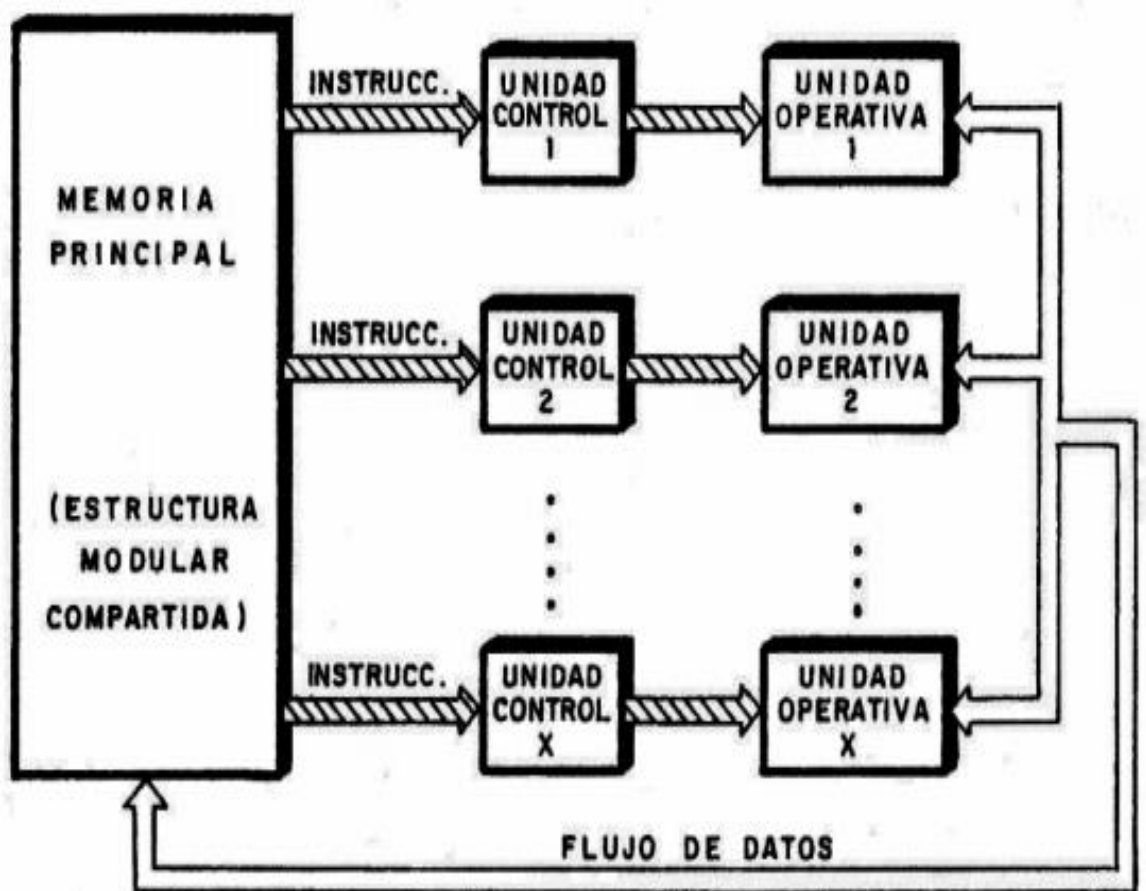 MEMORIA
PRINCIPAL
(ESTRUCTURA
MODULAR
COMPARTIDA)
INSTRUCC.
UNIDAD
CONTROL
1
UNIDAD
OPERATIVA
1
INSTRUCC.
UNIDAD
CONTROL
2
UNIDAD
OPERATIVA
2
INSTRUCC.
UNIDAD
CONTROL
X
UNIDAD
OPERATIVA
X
FLUJO DE DATOS